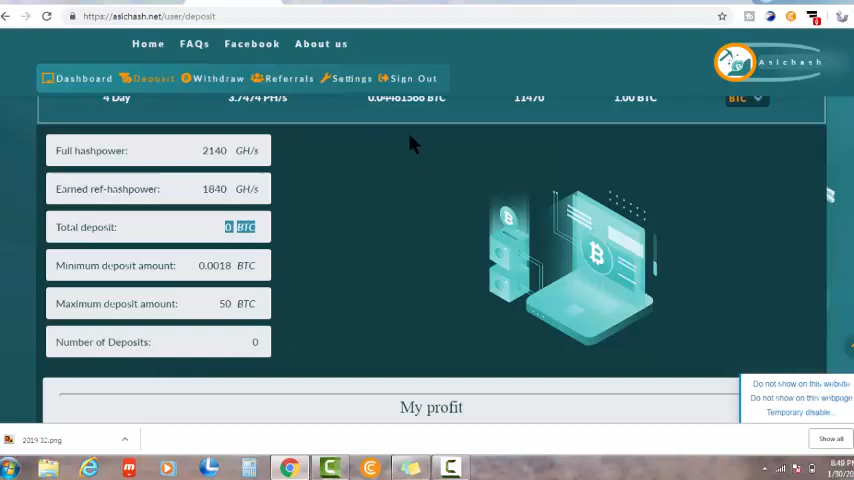 https://asichash.net/user/deposit
Home FAQs Facebook About us
Asichash
Dashboard Deposit Withdraw Referrals Settings Sign Out
4 Day 3.7474 PH/s 0.04481566 BTC 11470 1.00 BTC BTC
Full hashpower: 2140 GH/s
Earned ref-hashpower: 1840 GH/s
Total deposit: 0 BTC
Minimum deposit amount: 0.0018 BTC
Maximum deposit amount: 50 BTC
Number of Deposits: 0
Do not show on this website
Do not show on this webpage
Temporary disable...
My profit
2019 32.png
Show all
8:49 PM
1/30/20